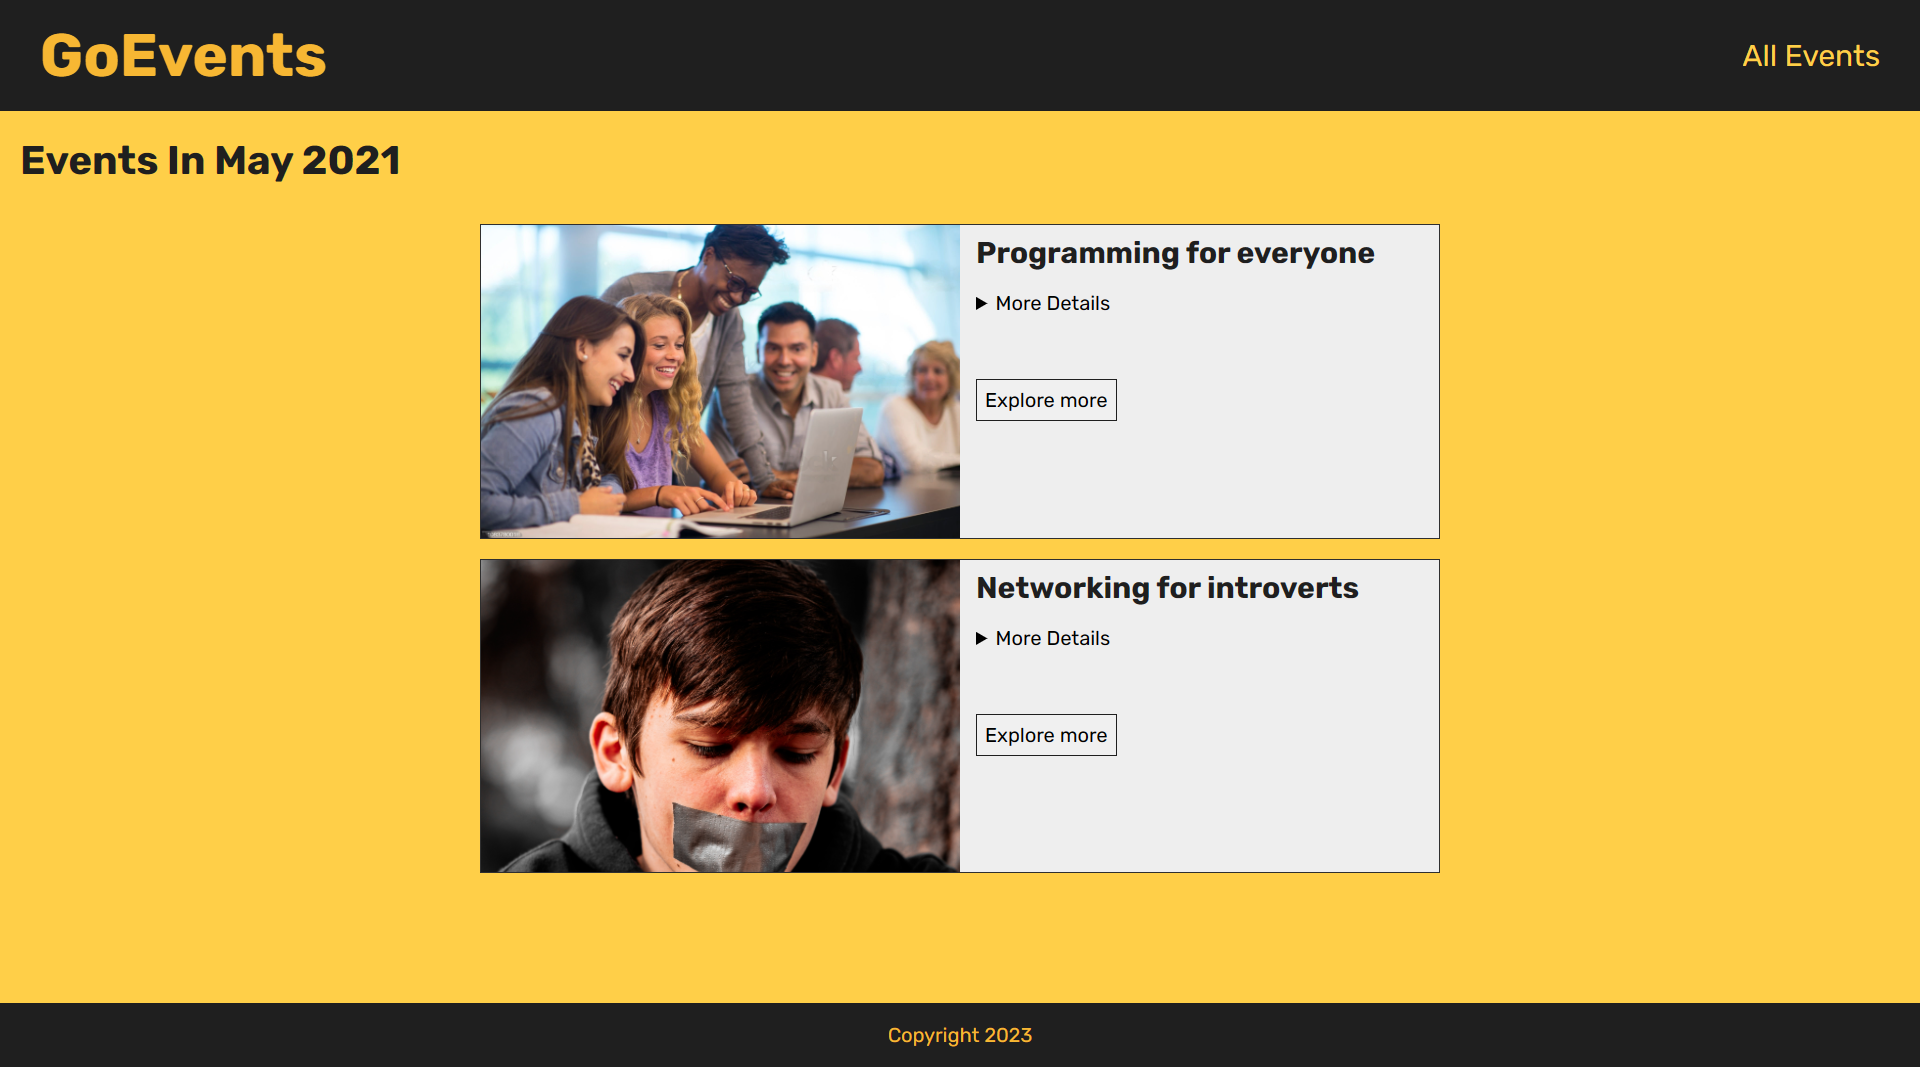 GoEvents
All Events
Events In May 2021
Programming for everyone
More Details
Explore more
Networking for introverts
More Details
Explore more
Copyright 2023